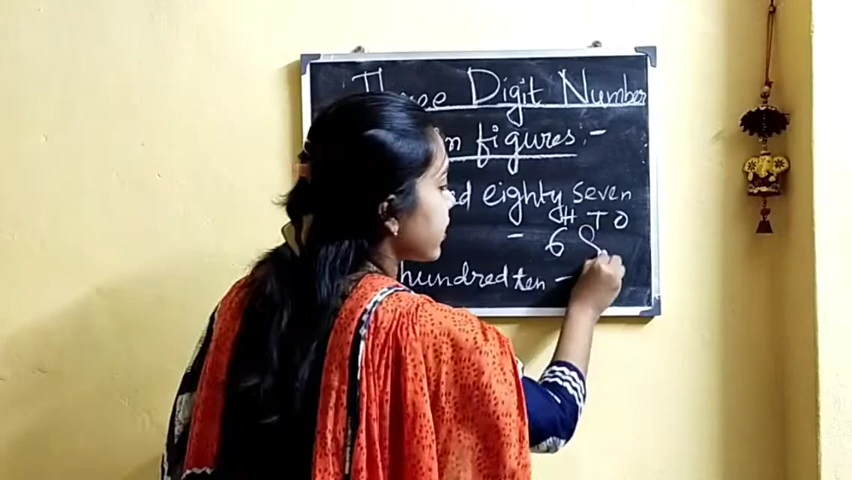 Three Digit Number
figures :-
eighty seven
H T O
- 6 8
hundred ten -